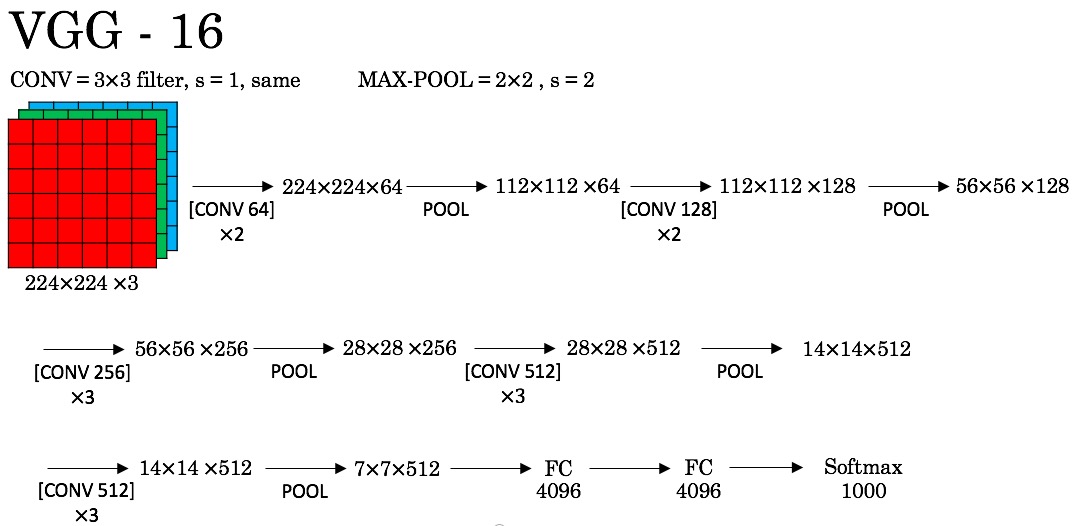 VGG - 16
CONV = 3×3 filter, s = 1, same
MAX-POOL = 2×2 , s = 2
224×224 ×3
[CONV 64]
×2
224×224×64
POOL
112×112 ×64
[CONV 128]
×2
112×112 ×128
POOL
56×56 ×128
[CONV 256]
×3
56×56 ×256
POOL
28×28 ×256
[CONV 512]
×3
28×28 ×512
POOL
14×14×512
[CONV 512]
×3
14×14 ×512
POOL
7×7×512
FC
4096
FC
4096
Softmax
1000